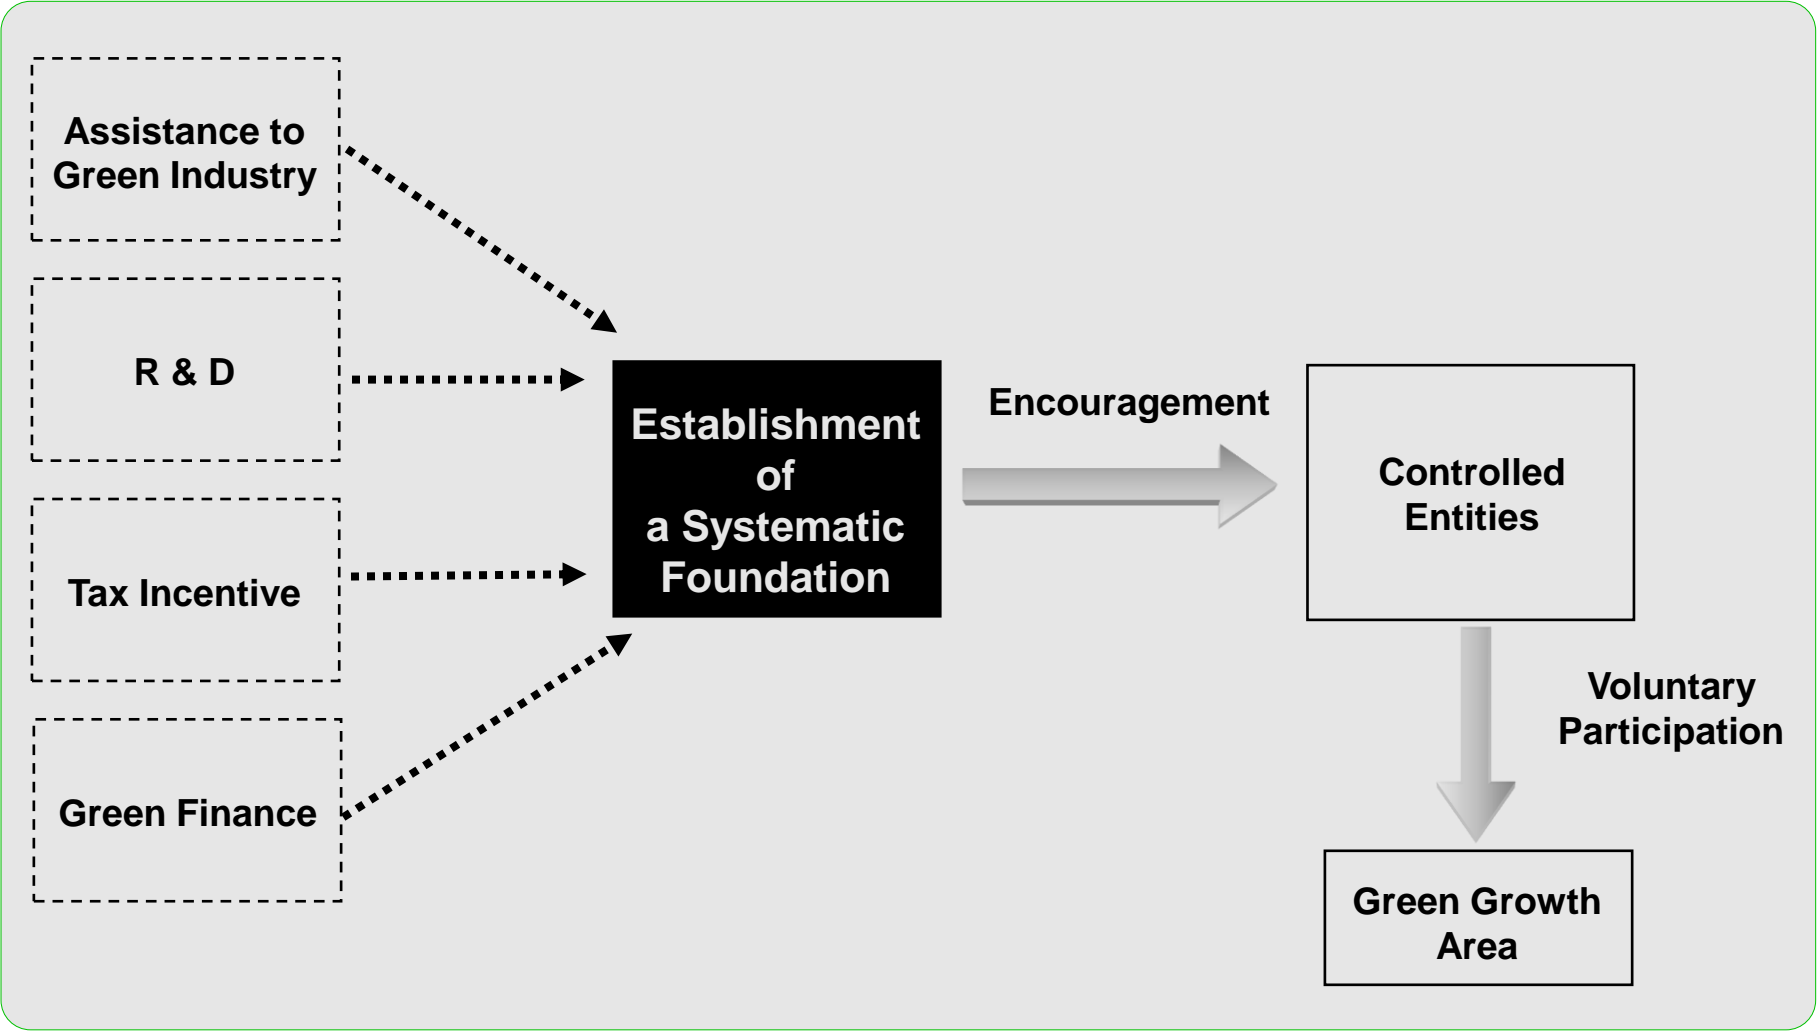 Assistance to
Green Industry
R & D
Tax Incentive
Green Finance
Establishment
of
a Systematic
Foundation
Encouragement
Controlled
Entities
Voluntary
Participation
Green Growth
Area